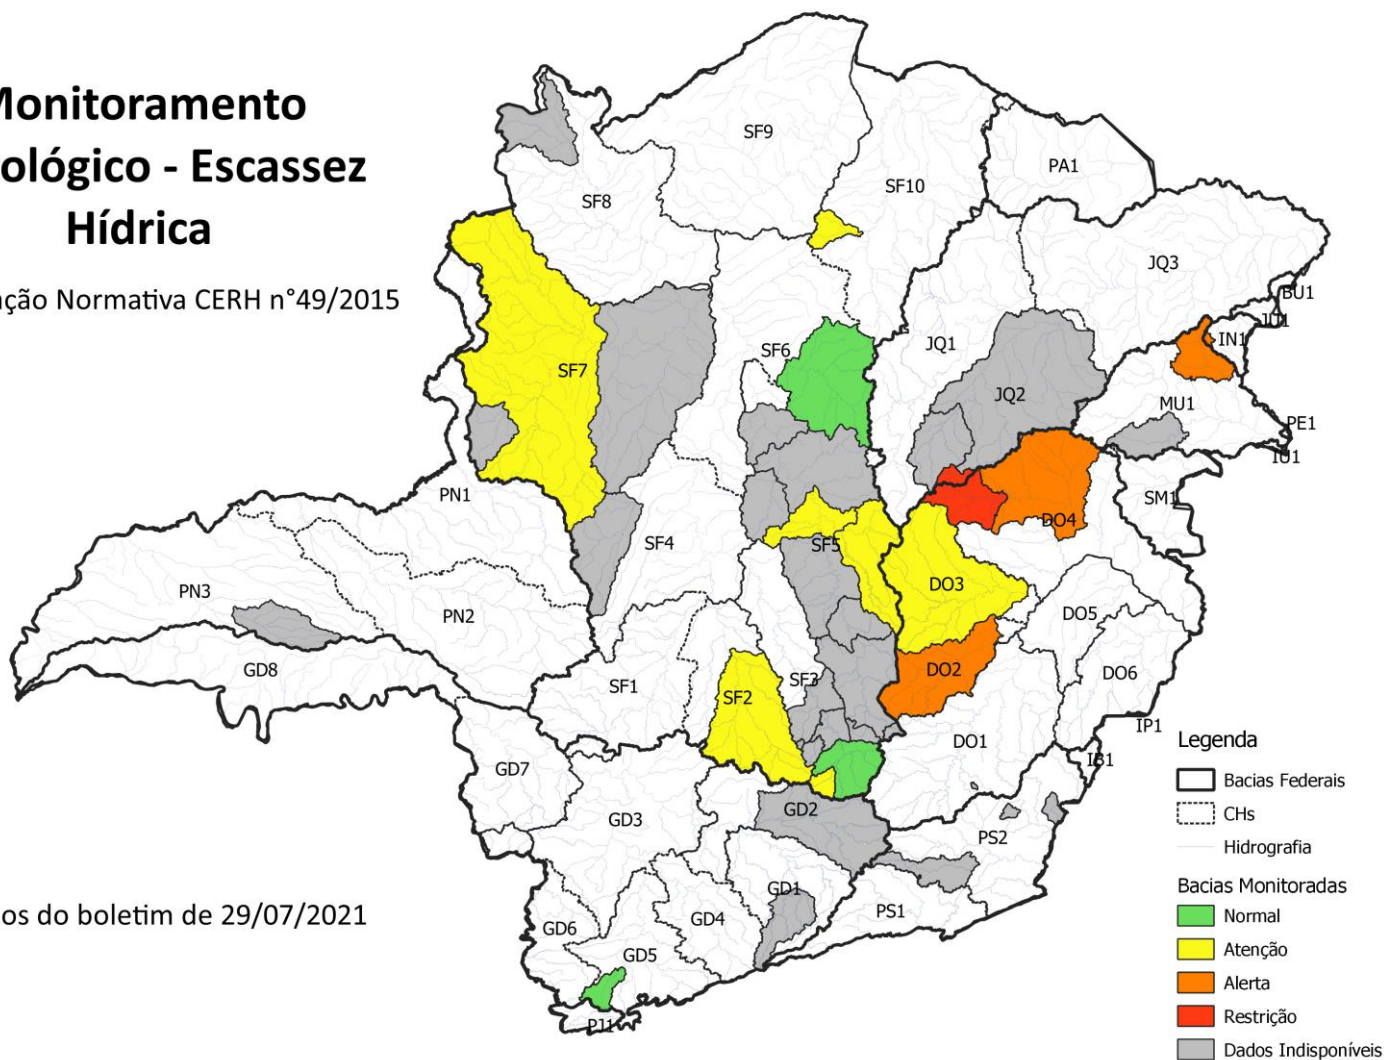 Monitoramento
ológico - Escassez
Hídrica
ação Normativa CERH n°49/2015
os do boletim de 29/07/2021
SF9
PA1
SF10
SF8
JQ3
BU1
JU1
IN1
JQ1
SF6
SF7
JQ2
MU1
PE1
IU1
PN1
SM1
DO4
SF4
SF5
DO3
PN3
PN2
DO5
GD8
DO2
DO6
SF1
SF2
SF3
IP1
DO1
IB1
GD7
GD3
GD2
PS2
GD1
PS1
GD4
GD6
GD5
PJ1
Legenda
Bacias Federais
CHs
Hidrografia
Bacias Monitoradas
Normal
Atenção
Alerta
Restrição
Dados Indisponíveis